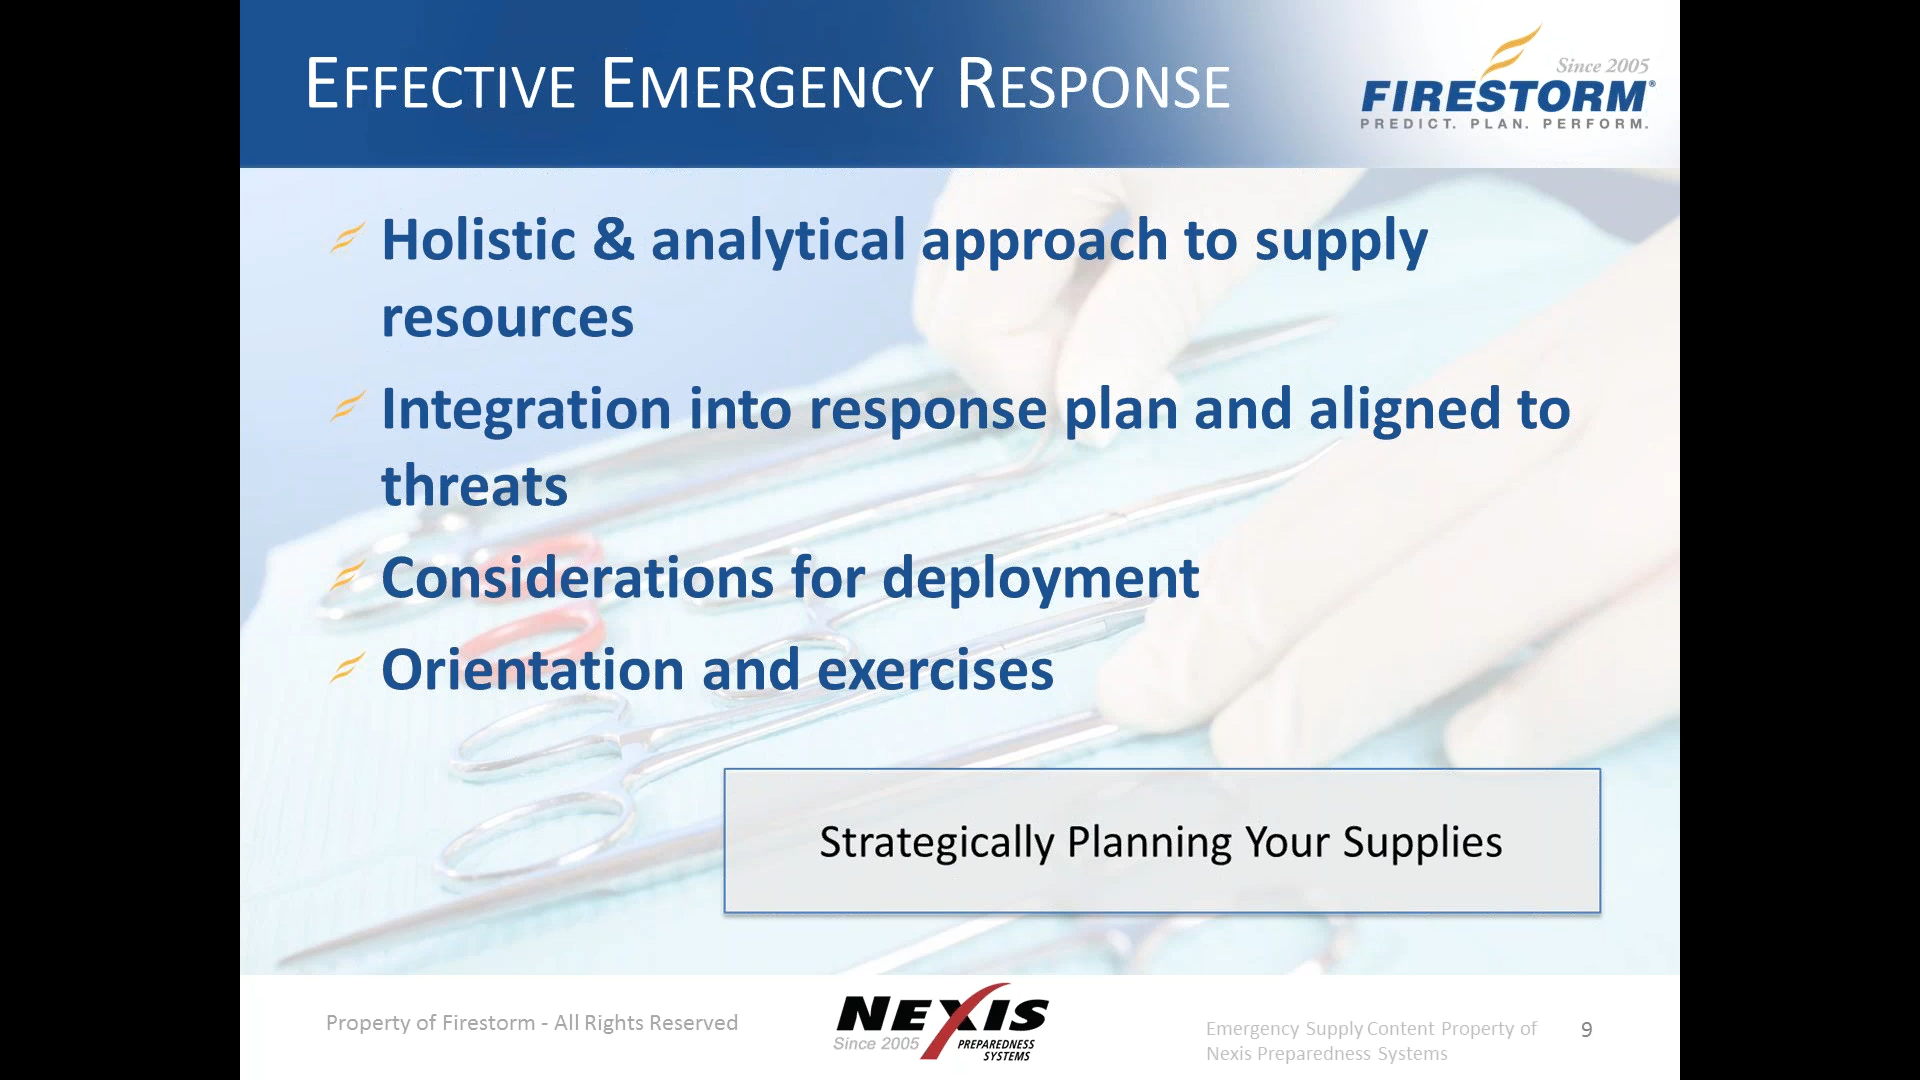 EFFECTIVE EMERGENCY RESPONSE
Since 2005
FIRESTORM®
PREDICT. PLAN. PERFORM.
Holistic & analytical approach to supply
resources
Integration into response plan and aligned to
threats
Considerations for deployment
Orientation and exercises
Strategically Planning Your Supplies
Property of Firestorm - All Rights Reserved
NEXIS
Since 2005
PREPAREDNESS
SYSTEMS
Emergency Supply Content Property of
Nexis Preparedness Systems
9